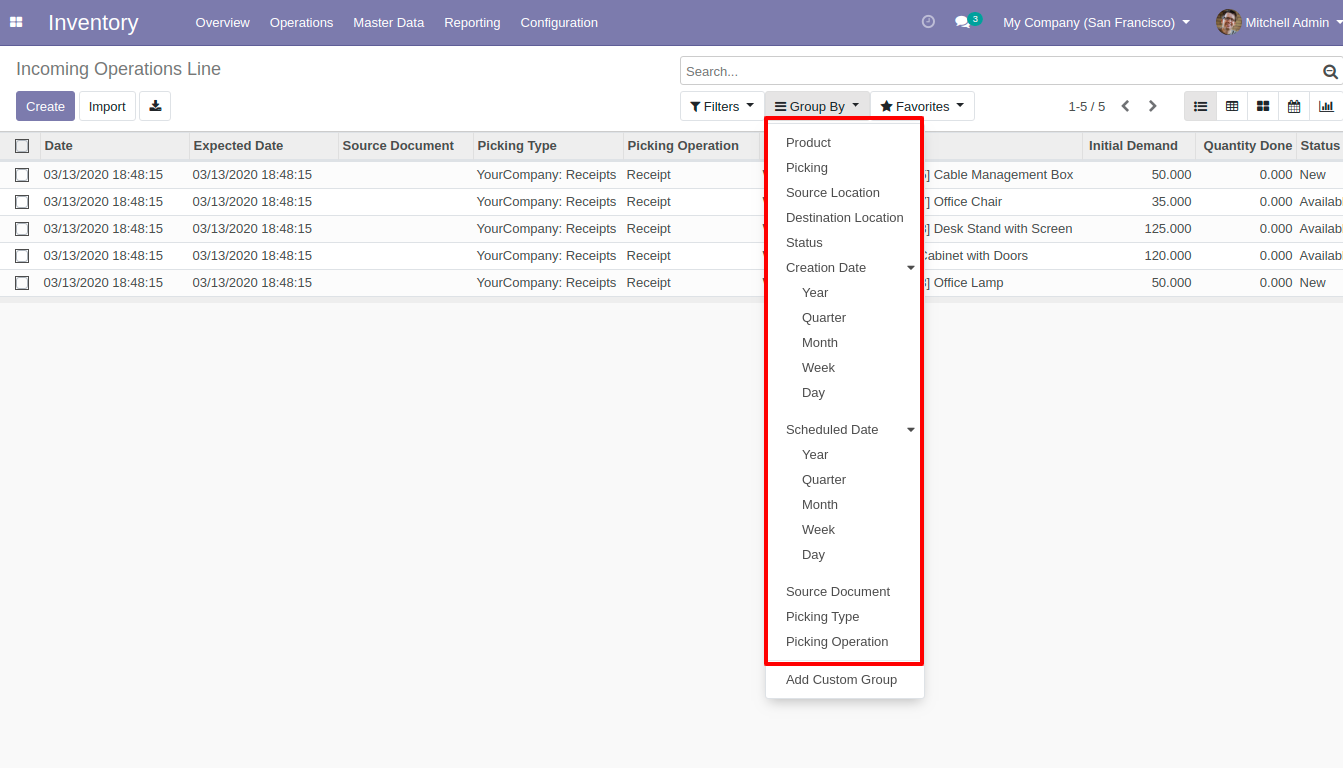 Inventory Overview Operations Master Data Reporting Configuration 3 My Company (San Francisco) Mitchell Admin
Incoming Operations Line
Search...
Create Import Filters Group By Favorites 1-5 / 5
Date Expected Date Source Document Picking Type Picking Operation Initial Demand Quantity Done Status
03/13/2020 18:48:15 03/13/2020 18:48:15 YourCompany: Receipts Receipt ] Cable Management Box 50.000 0.000 New
03/13/2020 18:48:15 03/13/2020 18:48:15 YourCompany: Receipts Receipt ] Office Chair 35.000 0.000 Availab
03/13/2020 18:48:15 03/13/2020 18:48:15 YourCompany: Receipts Receipt ] Desk Stand with Screen 125.000 0.000 Availab
03/13/2020 18:48:15 03/13/2020 18:48:15 YourCompany: Receipts Receipt Cabinet with Doors 120.000 0.000 Availab
03/13/2020 18:48:15 03/13/2020 18:48:15 YourCompany: Receipts Receipt ] Office Lamp 50.000 0.000 New
Product
Picking
Source Location
Destination Location
Status
Creation Date
Year
Quarter
Month
Week
Day
Scheduled Date
Year
Quarter
Month
Week
Day
Source Document
Picking Type
Picking Operation
Add Custom Group